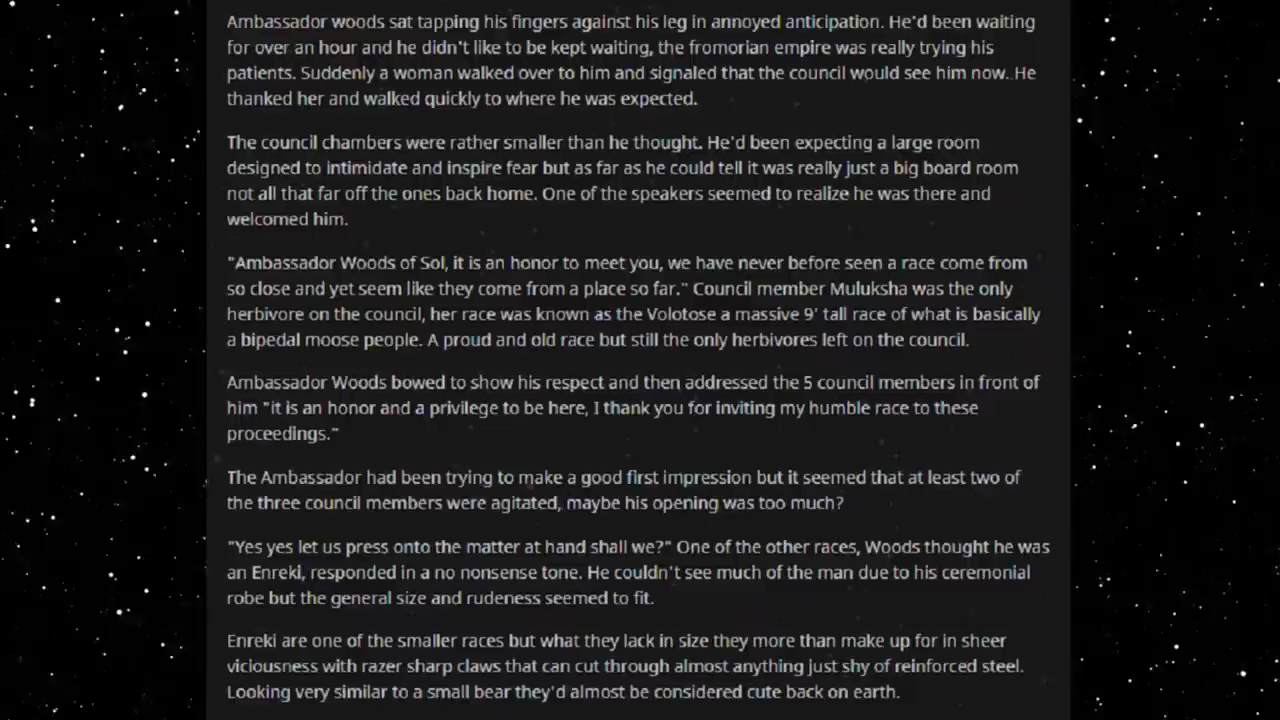 Ambassador woods sat tapping his fingers against his leg in annoyed anticipation. He'd been waiting
for over an hour and he didn't like to be kept waiting, the fromorian empire was really trying his
patients. Suddenly a woman walked over to him and signaled that the council would see him now. He
thanked her and walked quickly to where he was expected.
The council chambers were rather smaller than he thought. He'd been expecting a large room
designed to intimidate and inspire fear but as far as he could tell it was really just a big board room
not all that far off the ones back home. One of the speakers seemed to realize he was there and
welcomed him.
"Ambassador Woods of Sol, it is an honor to meet you, we have never before seen a race come from
so close and yet seem like they come from a place so far." Council member Muluksha was the only
herbivore on the council, her race was known as the Volotose a massive 9' tall race of what is basically
a bipedal moose people. A proud and old race but still the only herbivores left on the council.
Ambassador Woods bowed to show his respect and then addressed the 5 council members in front of
him "it is an honor and a privilege to be here, I thank you for inviting my humble race to these
proceedings."
The Ambassador had been trying to make a good first impression but it seemed that at least two of
the three council members were agitated, maybe his opening was too much?
"Yes yes let us press onto the matter at hand shall we?" One of the other races, Woods thought he was
an Enreki, responded in a no nonsense tone. He couldn't see much of the man due to his ceremonial
robe but the general size and rudeness seemed to fit.
Enreki are one of the smaller races but what they lack in size they more than make up for in sheer
viciousness with razer sharp claws that can cut through almost anything just shy of reinforced steel.
Looking very similar to a small bear they'd almost be considered cute back on earth.